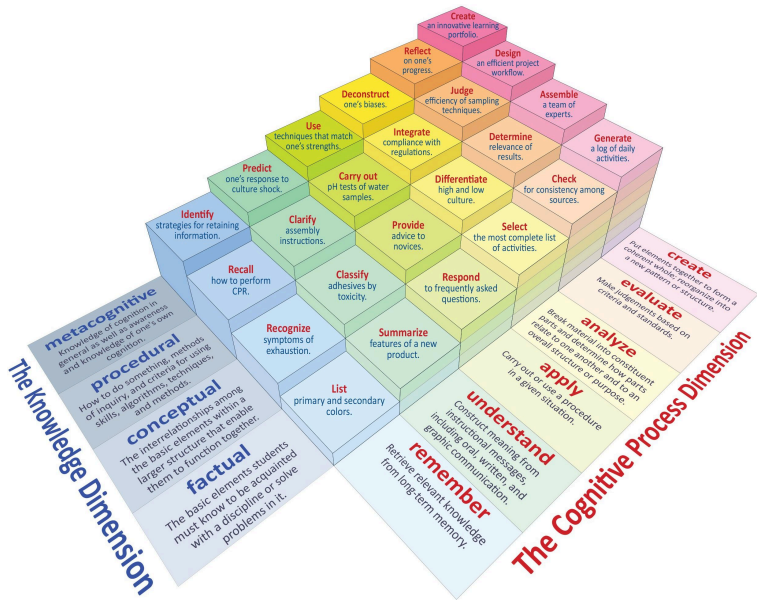 Create
an innovative learning
portfolio.
Reflect
on one's
progress.
Design
an efficient project
workflow.
Deconstruct
one's biases.
Judge
efficiency of sampling
techniques.
Assemble
a team of
experts.
Use
techniques that match
one's strengths.
Integrate
compliance with
regulations.
Determine
relevance of
results.
Generate
a log of daily
activities.
Predict
one's response to
culture shock.
Carry out
pH tests of water
samples.
Differentiate
high and low
culture.
Check
for consistency among
sources.
Identify
strategies for retaining
information.
Clarify
assembly
instructions.
Provide
advice to
novices.
Select
the most complete list
of activities.
Recall
how to perform
CPR.
Classify
adhesives by
toxicity.
Respond
to frequently asked
questions.
Recognize
symptoms of
exhaustion.
Summarize
features of a new
product.
List
primary and secondary
colors.
The Knowledge Dimension
metacognitive
Knowledge of cognition in
general as well as awareness
and knowledge of one's own
cognition.
procedural
How to do something, methods
of inquiry, and criteria for using
skills, algorithms, techniques,
and methods.
conceptual
The interrelationships among
the basic elements within a
larger structure that enable
them to function together.
factual
The basic elements students
must know to be acquainted
with a discipline or solve
problems in it.
The Cognitive Process Dimension
remember
Retrieve relevant knowledge
from long-term memory.
understand
Construct meaning from
instructional messages,
including oral, written, and
graphic communication.
apply
Carry out or use a procedure
in a given situation.
analyze
Break material into constituent
parts and determine how parts
relate to one another and to an
overall structure or purpose.
evaluate
Make judgements based on
criteria and standards.
create
Put elements together to form a
coherent whole; reorganize into
a new pattern or structure.